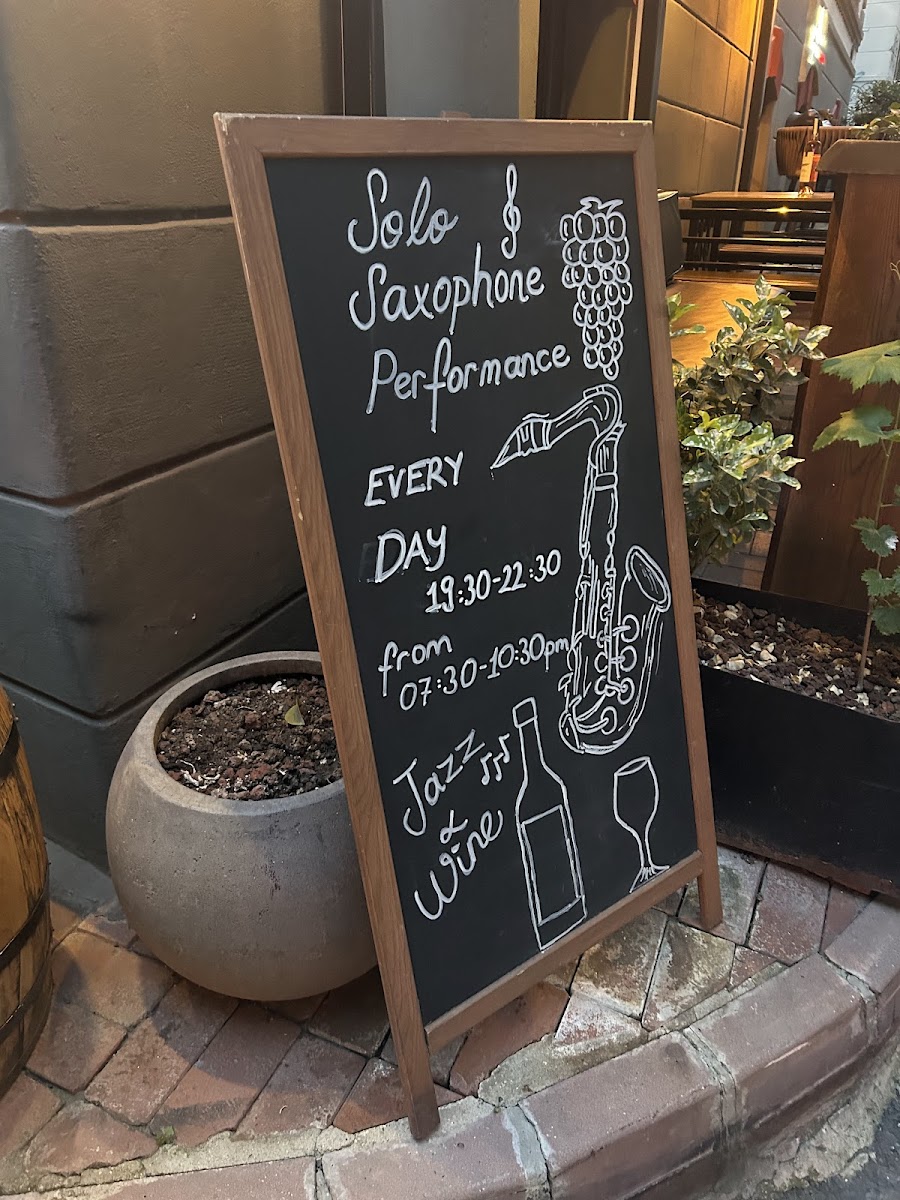 Solo
Saxophone
Performance
EVERY
DAY
19:30-22:30
from
07:30-10:30pm
Jazz
&
Wine